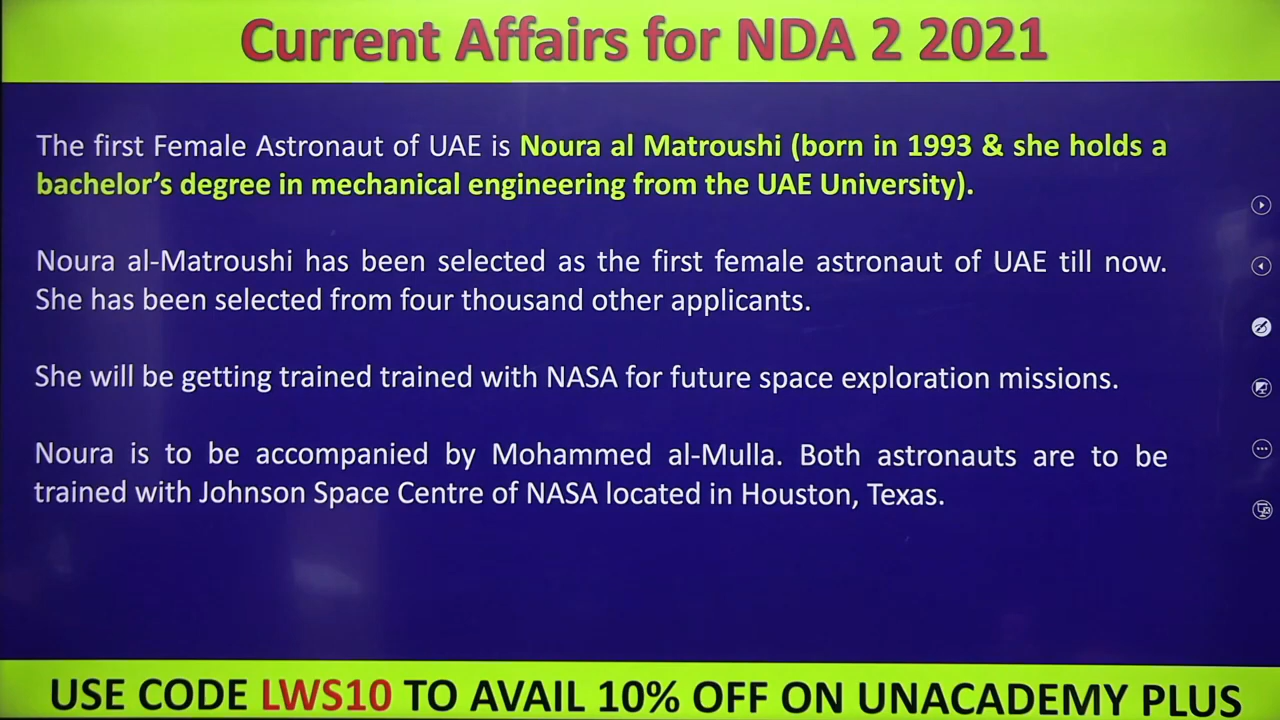 Current Affairs for NDA 2 2021
The first Female Astronaut of UAE is Noura al Matroushi (born in 1993 & she holds a
bachelor's degree in mechanical engineering from the UAE University).
Noura al-Matroushi has been selected as the first female astronaut of UAE till now.
She has been selected from four thousand other applicants.
She will be getting trained trained with NASA for future space exploration missions.
Noura is to be accompanied by Mohammed al-Mulla. Both astronauts are to be
trained with Johnson Space Centre of NASA located in Houston, Texas.
USE CODE LWS10 TO AVAIL 10% OFF ON UNACADEMY PLUS